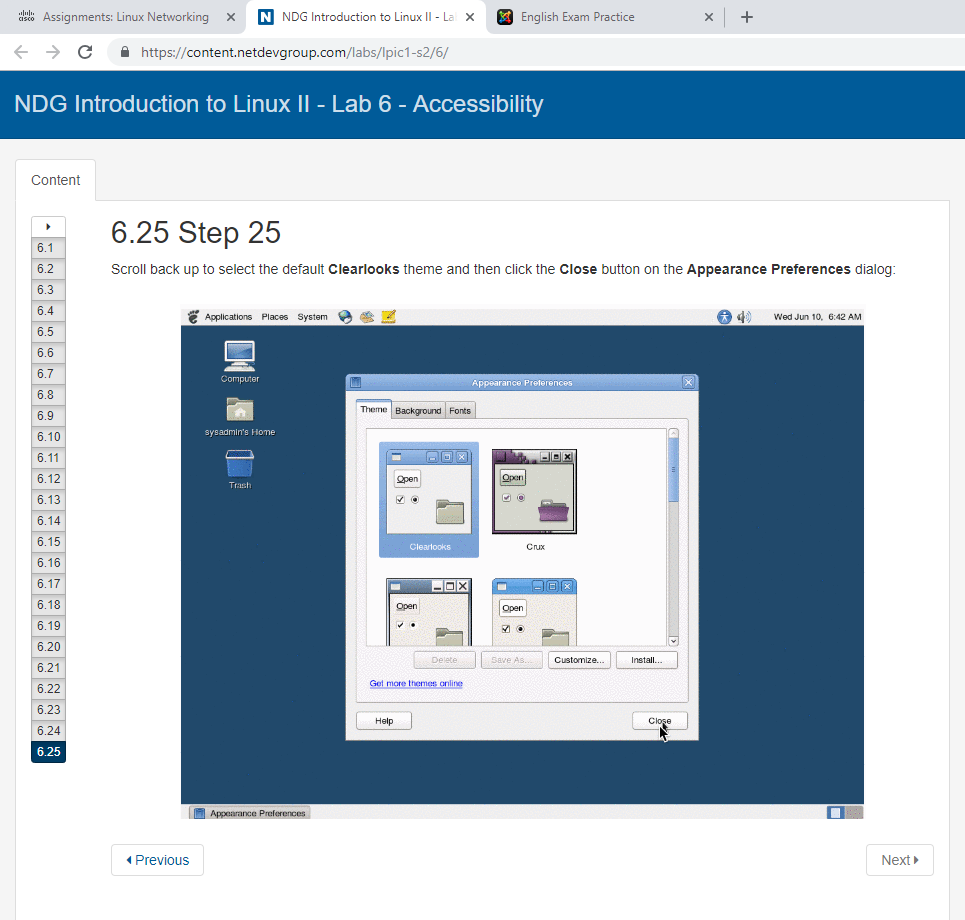 Assignments: Linux Networking
NDG Introduction to Linux II - La
English Exam Practice
https://content.netdevgroup.com/labs/lpic1-s2/6/
NDG Introduction to Linux II - Lab 6 - Accessibility
Content
6.1
6.2
6.3
6.4
6.5
6.6
6.7
6.8
6.9
6.10
6.11
6.12
6.13
6.14
6.15
6.16
6.17
6.18
6.19
6.20
6.21
6.22
6.23
6.24
6.25
6.25 Step 25
Scroll back up to select the default Clearlooks theme and then click the Close button on the Appearance Preferences dialog:
Applications Places System Wed Jun 10, 6:42 AM
Computer
sysadmin's Home
Trash
Appearance Preferences
Theme Background Fonts
Open Open
Clearlooks Crux
Open Open
Delete Save As... Customize... Install...
Get more themes online
Help Close
Appearance Preferences
Previous Next